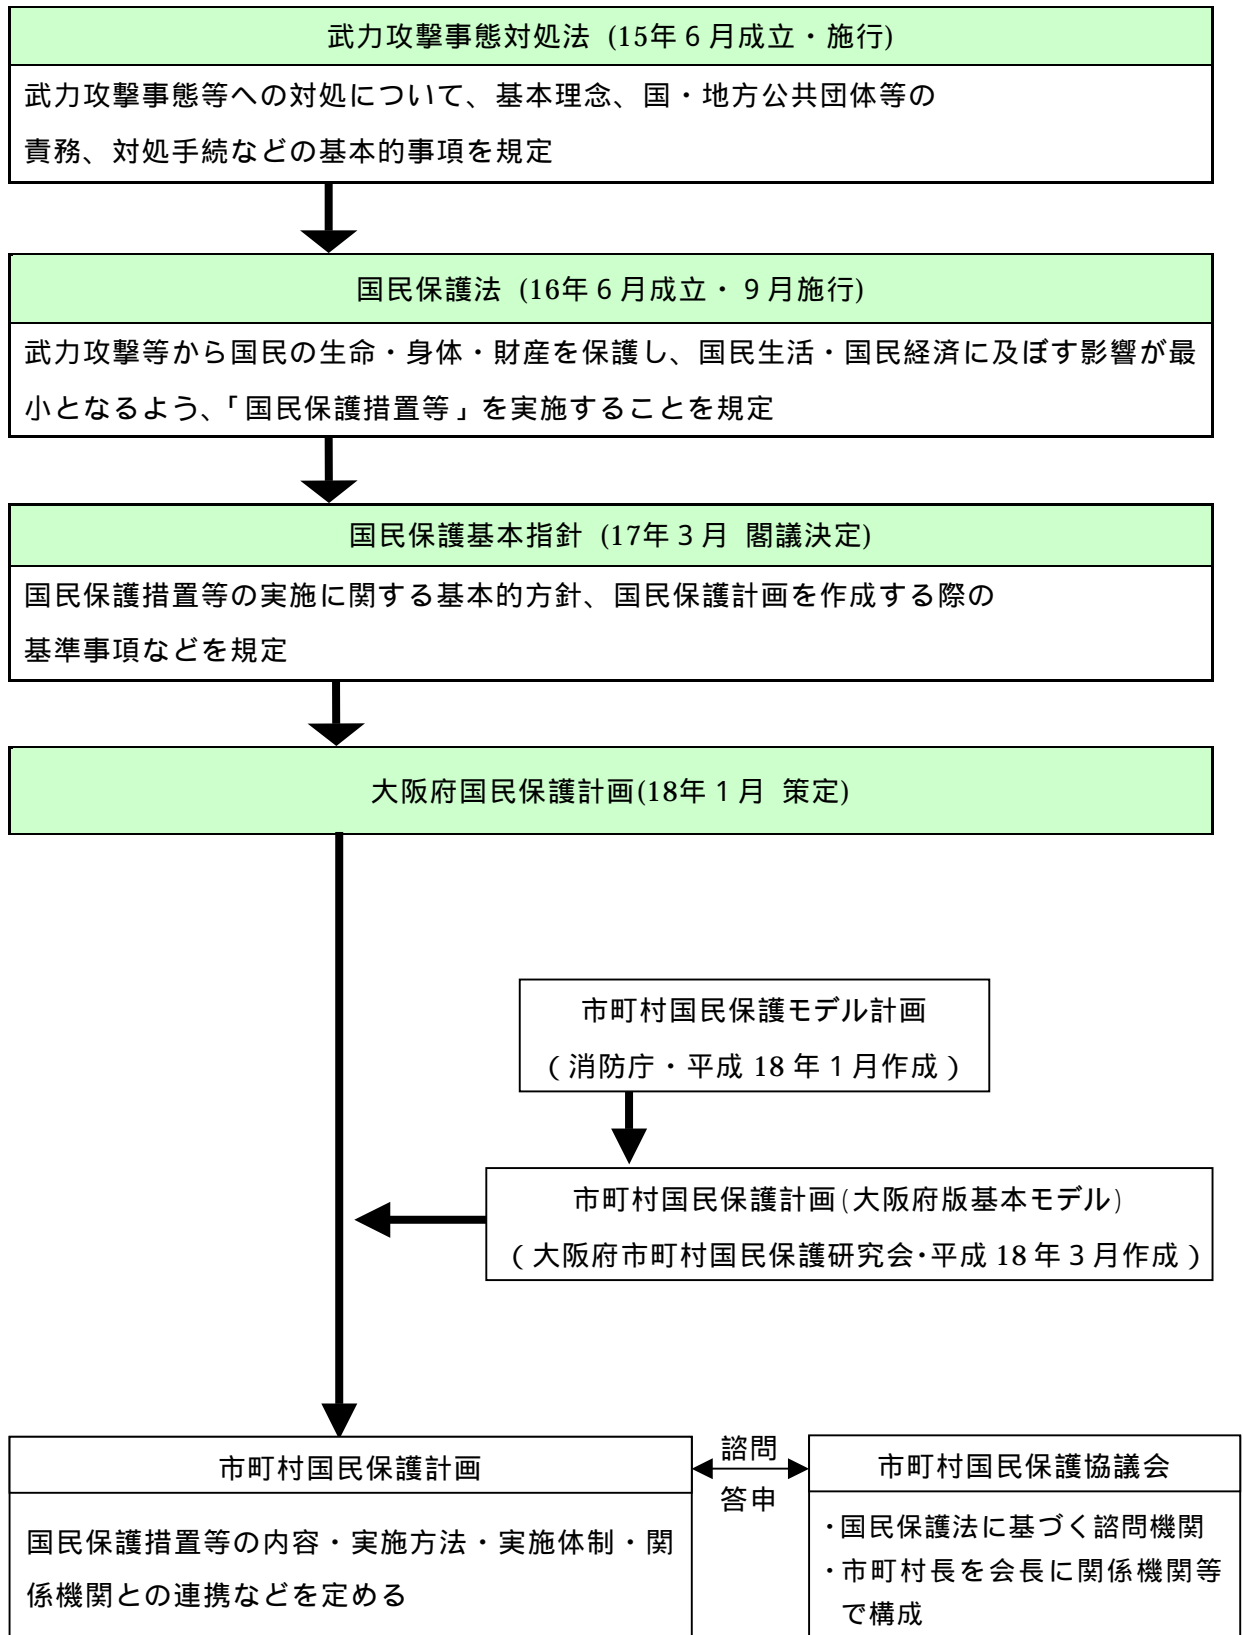 武力攻撃事態対処法 (15年６月成立・施行)
武力攻撃事態等への対処について、基本理念、国・地方公共団体等の
責務、対処手続などの基本的事項を規定
国民保護法 (16年６月成立・９月施行)
武力攻撃等から国民の生命・身体・財産を保護し、国民生活・国民経済に及ぼす影響が最
小となるよう、「国民保護措置等」を実施することを規定
国民保護基本指針 (17年３月 閣議決定)
国民保護措置等の実施に関する基本的方針、国民保護計画を作成する際の
基準事項などを規定
大阪府国民保護計画(18年１月 策定)
市町村国民保護モデル計画
（消防庁・平成 18 年１月作成）
市町村国民保護計画(大阪府版基本モデル)
（大阪府市町村国民保護研究会・平成 18 年３月作成）
市町村国民保護計画
国民保護措置等の内容・実施方法・実施体制・関
係機関との連携などを定める
諮問
答申
市町村国民保護協議会
・国民保護法に基づく諮問機関
・市町村長を会長に関係機関等
で構成